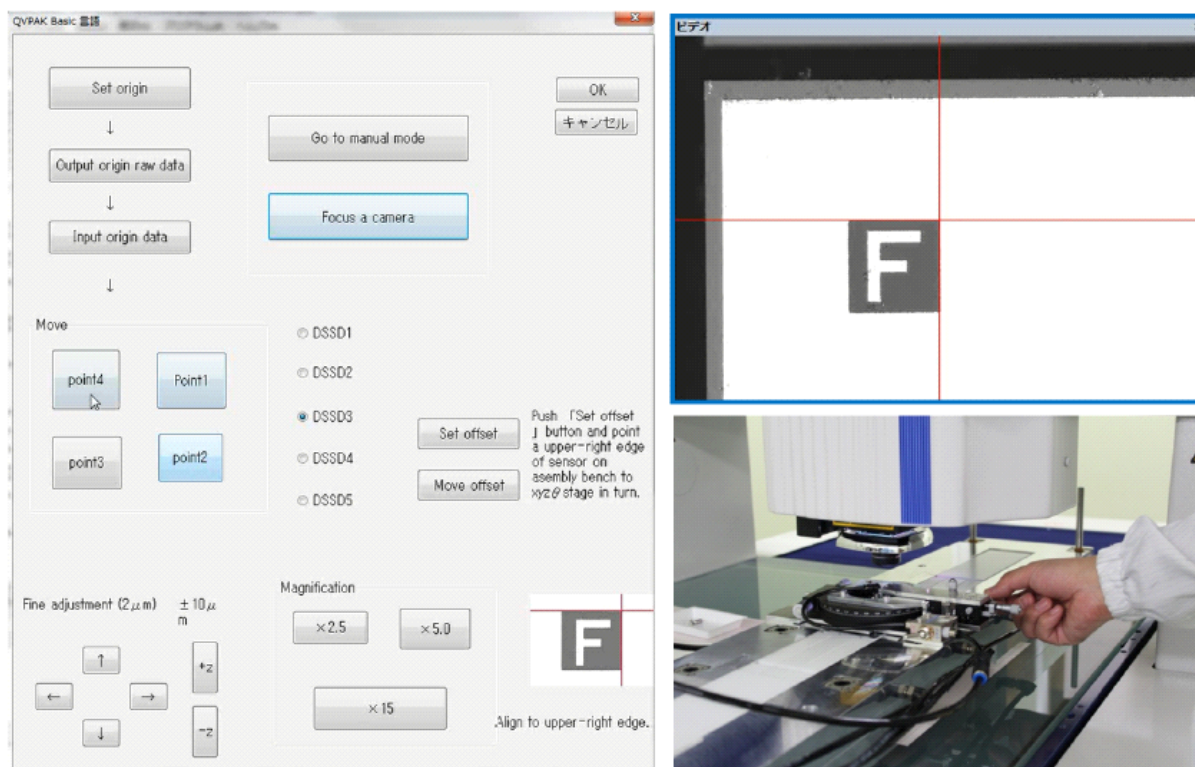 QVPAK Basic 言語
Set origin
↓
Output origin raw data
↓
Input origin data
↓
Go to manual mode
Focus a camera
OK
キャンセル
Move
point4
Point1
point3
point2
DSSD1
DSSD2
DSSD3
DSSD4
DSSD5
Set offset
Move offset
Push 「Set offset
」 button and point
a upper-right edge
of sensor on
asembly bench to
xyzθ stage in turn.
Fine adjustment (2μm)
±10μ
m
↑
←
→
↓
+z
-z
Magnification
×2.5
×5.0
×15
F
Align to upper-right edge.
ビデオ
F